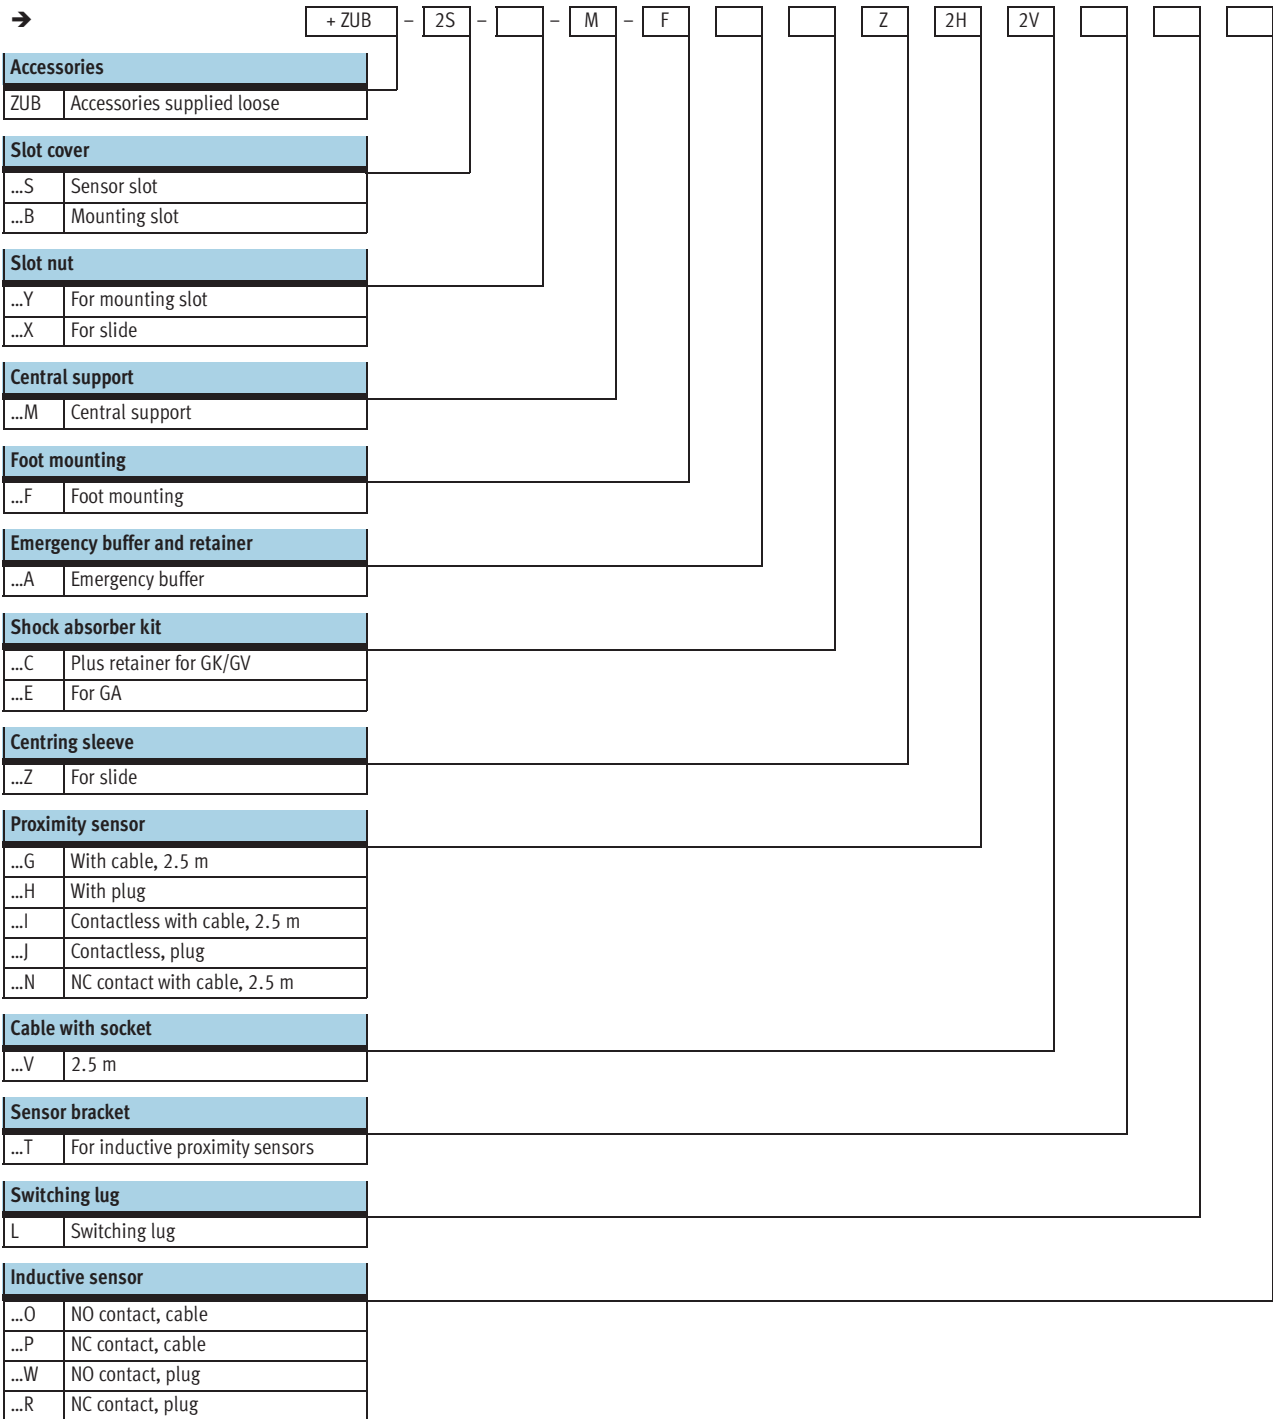 ➔ + ZUB – 2S – – M – F Z 2H 2V
Accessories
ZUB Accessories supplied loose
Slot cover
...S Sensor slot
...B Mounting slot
Slot nut
...Y For mounting slot
...X For slide
Central support
...M Central support
Foot mounting
...F Foot mounting
Emergency buffer and retainer
...A Emergency buffer
Shock absorber kit
...C Plus retainer for GK/GV
...E For GA
Centring sleeve
...Z For slide
Proximity sensor
...G With cable, 2.5 m
...H With plug
...I Contactless with cable, 2.5 m
...J Contactless, plug
...N NC contact with cable, 2.5 m
Cable with socket
...V 2.5 m
Sensor bracket
...T For inductive proximity sensors
Switching lug
L Switching lug
Inductive sensor
...O NO contact, cable
...P NC contact, cable
...W NO contact, plug
...R NC contact, plug